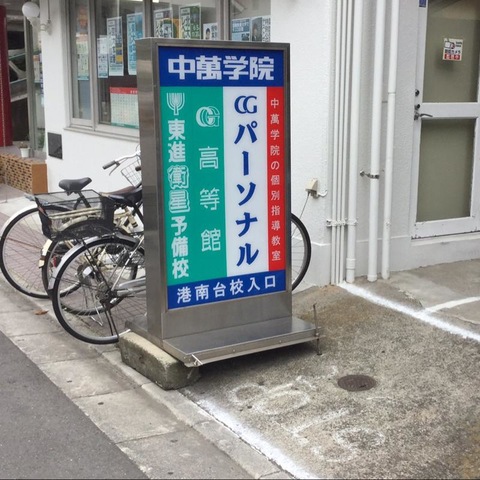 中萬学院
中萬学院の個別指導教室
CGパーソナル
CG高等館
東進衛星予備校
港南台校入口